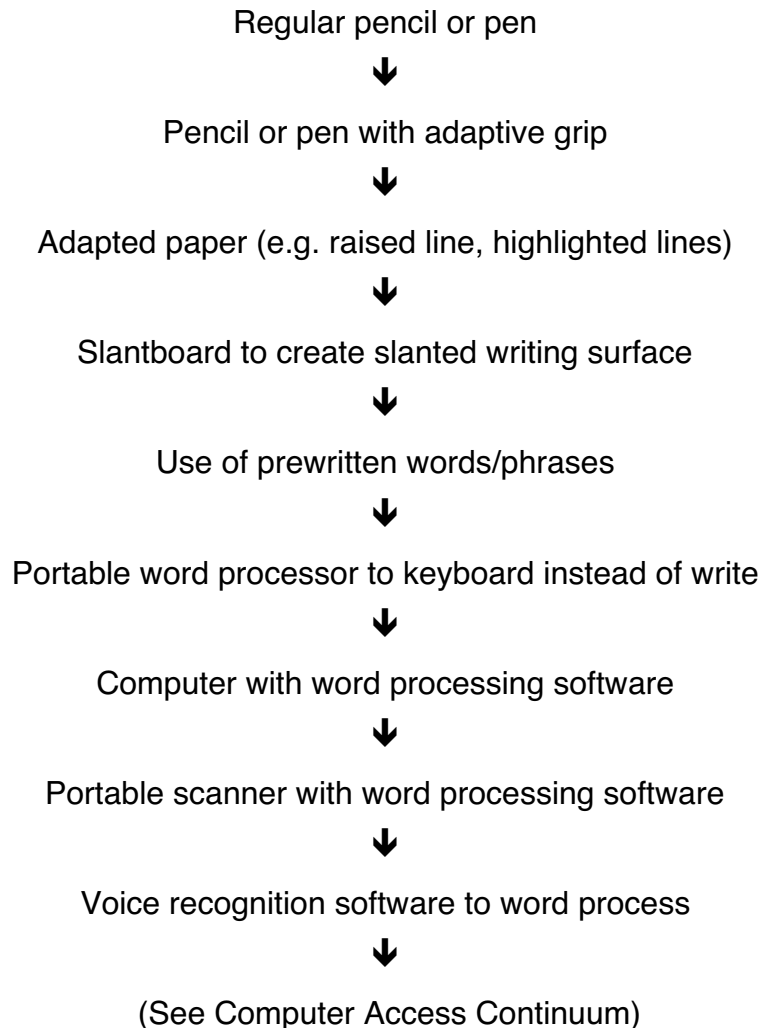 Regular pencil or pen
Pencil or pen with adaptive grip
Adapted paper (e.g. raised line, highlighted lines)
Slantboard to create slanted writing surface
Use of prewritten words/phrases
Portable word processor to keyboard instead of write
Computer with word processing software
Portable scanner with word processing software
Voice recognition software to word process
(See Computer Access Continuum)